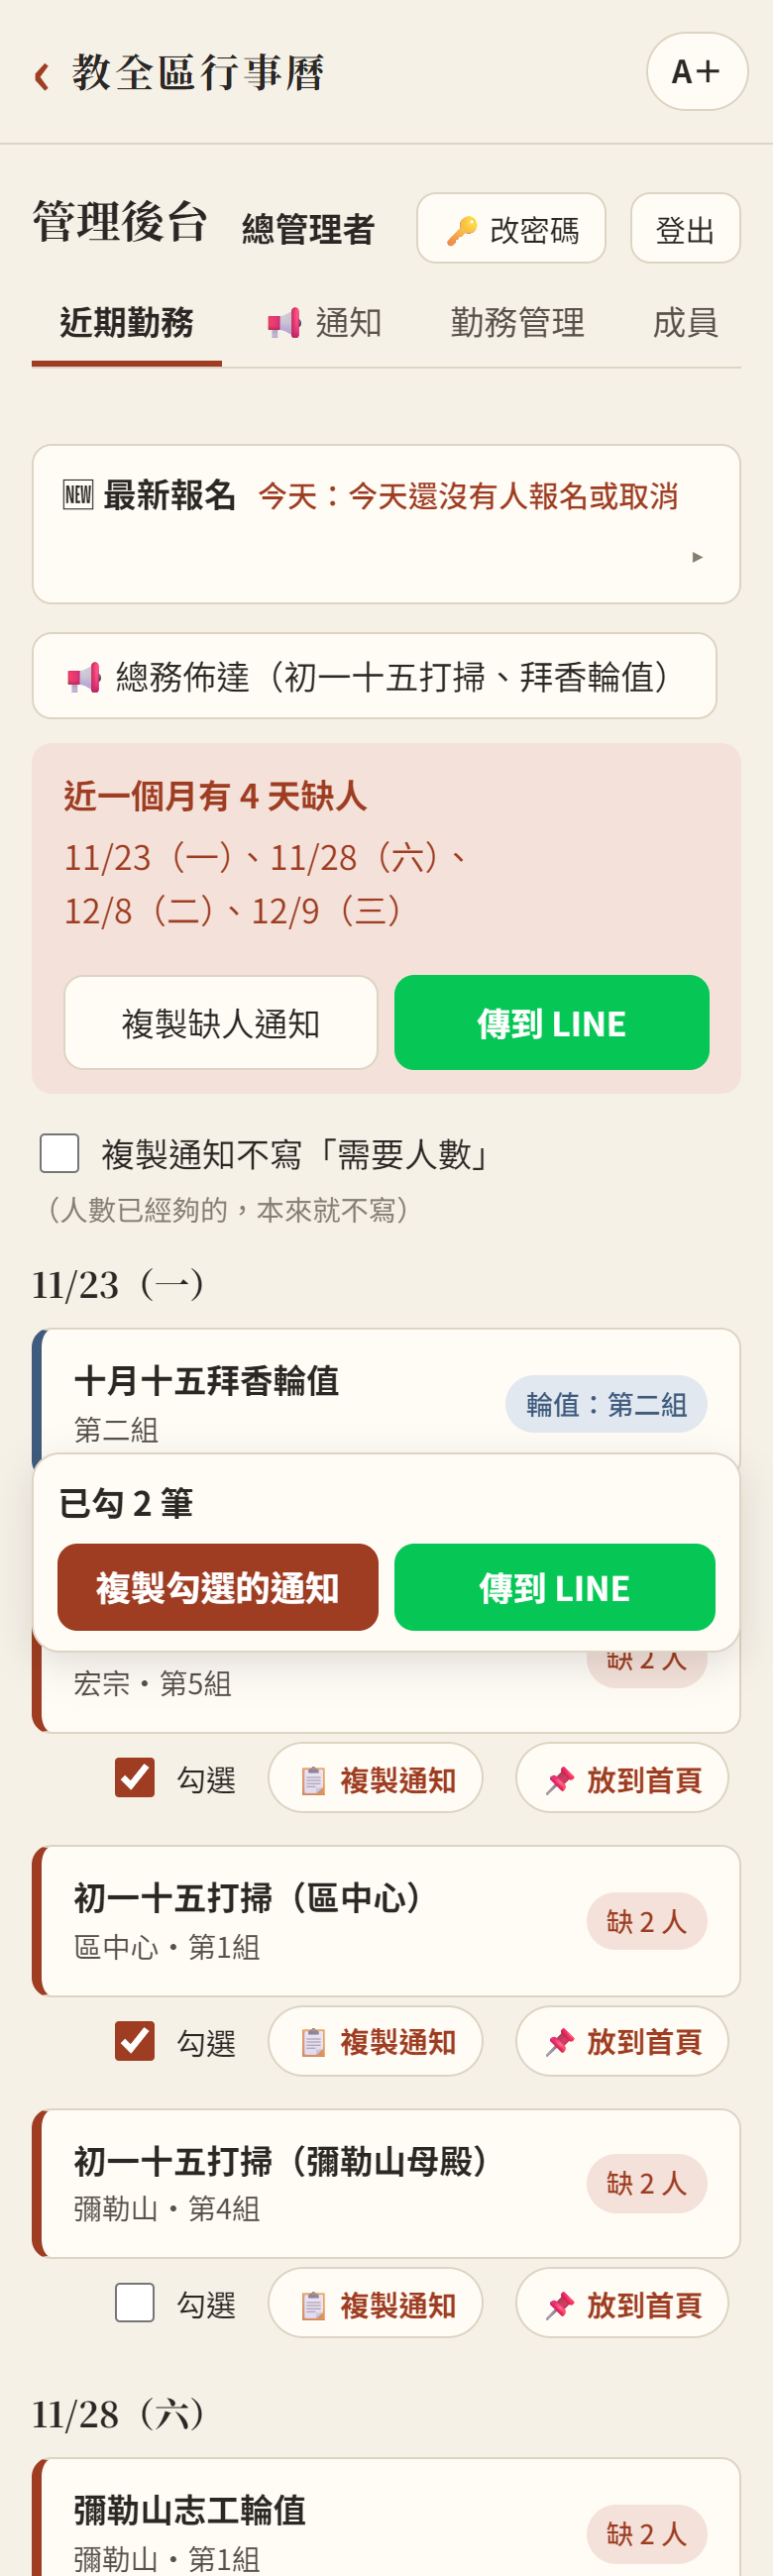 ‹ 教全區行事曆 A+
管理後台 總管理者 🔑 改密碼 登出
近期勤務 📢 通知 勤務管理 成員
🆕 最新報名 今天：今天還沒有人報名或取消
▸
📢 總務佈達（初一十五打掃、拜香輪值）
近一個月有 4 天缺人
11/23（一）、11/28（六）、
12/8（二）、12/9（三）
複製缺人通知 傳到 LINE
複製通知不寫「需要人數」
（人數已經夠的，本來就不寫）
11/23（一）
十月十五拜香輪值
輪值：第二組
第二組
已勾 2 筆
複製勾選的通知 傳到 LINE
缺 2 人
宏宗・第5組
勾選 📋 複製通知 📌 放到首頁
初一十五打掃（區中心）
缺 2 人
區中心・第1組
勾選 📋 複製通知 📌 放到首頁
初一十五打掃（彌勒山母殿）
缺 2 人
彌勒山・第4組
勾選 📋 複製通知 📌 放到首頁
11/28（六）
彌勒山志工輪值
缺 2 人
彌勒山・第1組